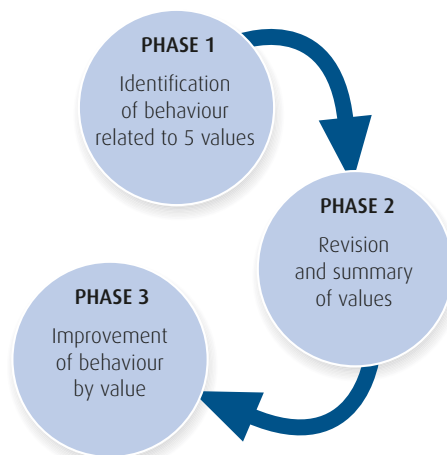 PHASE 1
Identification
of behaviour
related to 5 values
PHASE 2
Revision
and summary
of values
PHASE 3
Improvement
of behaviour
by value